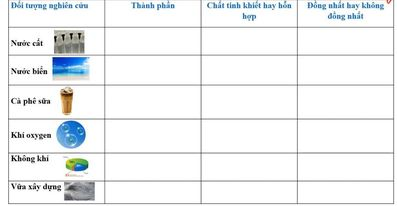 Đối tượng nghiên cứu
Thành phần
Chất tinh khiết hay hỗn
hợp
Đồng nhất hay không
đồng nhất
Nước cất
Nước biển
Cà phê sữa
Khí oxygen
Không khí
Vữa xây dựng